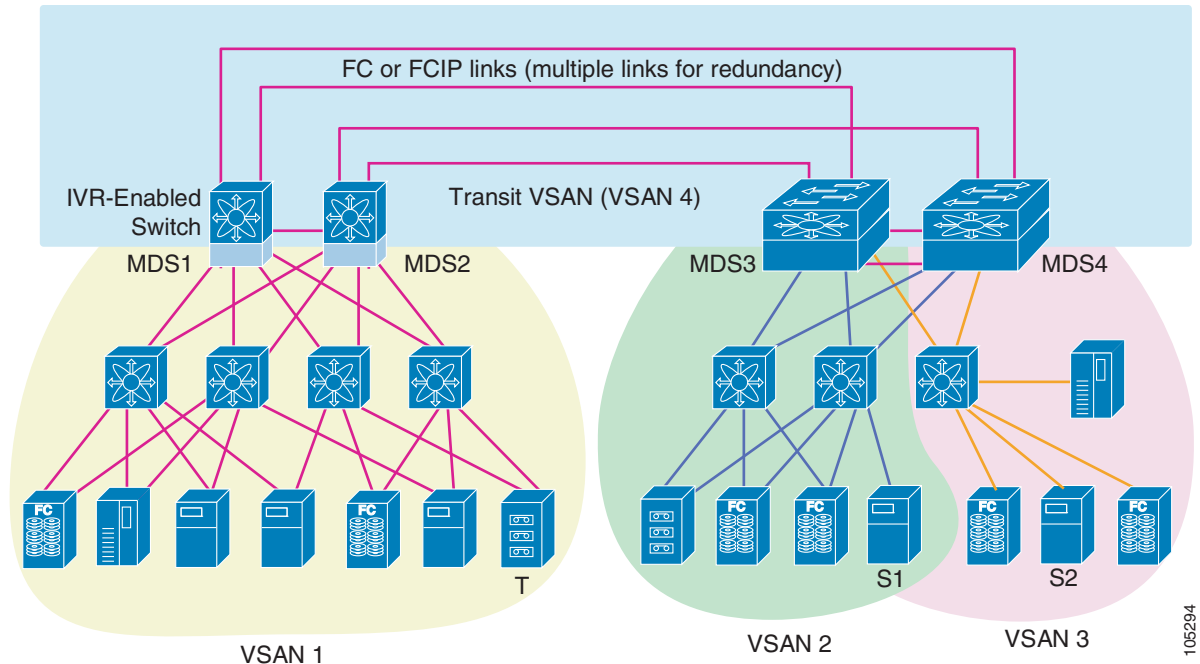 FC or FCIP links (multiple links for redundancy)
IVR-Enabled
Switch
Transit VSAN (VSAN 4)
MDS1
MDS2
MDS3
MDS4
FC
FC
FC
FC
FC
FC
T
S1
S2
VSAN 1
VSAN 2
VSAN 3
105294